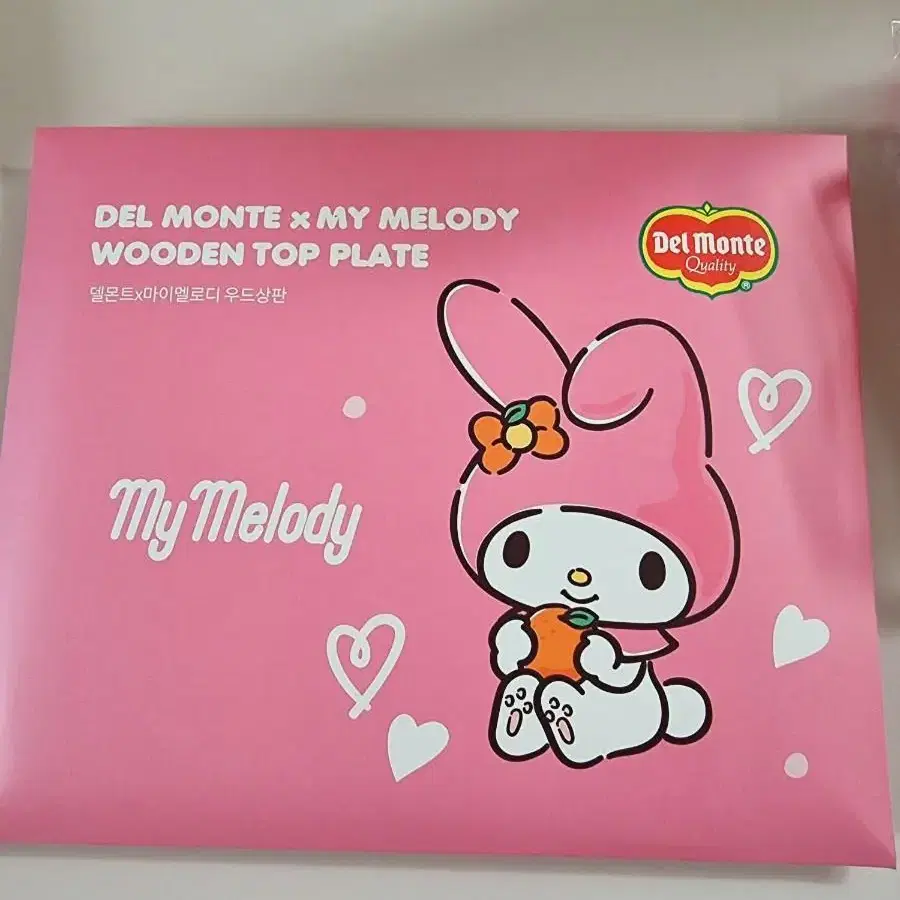 DEL MONTE x MY MELODY
WOODEN TOP PLATE
델몬트x마이멜로디 우드상판
Del Monte
Quality
®
My Melody